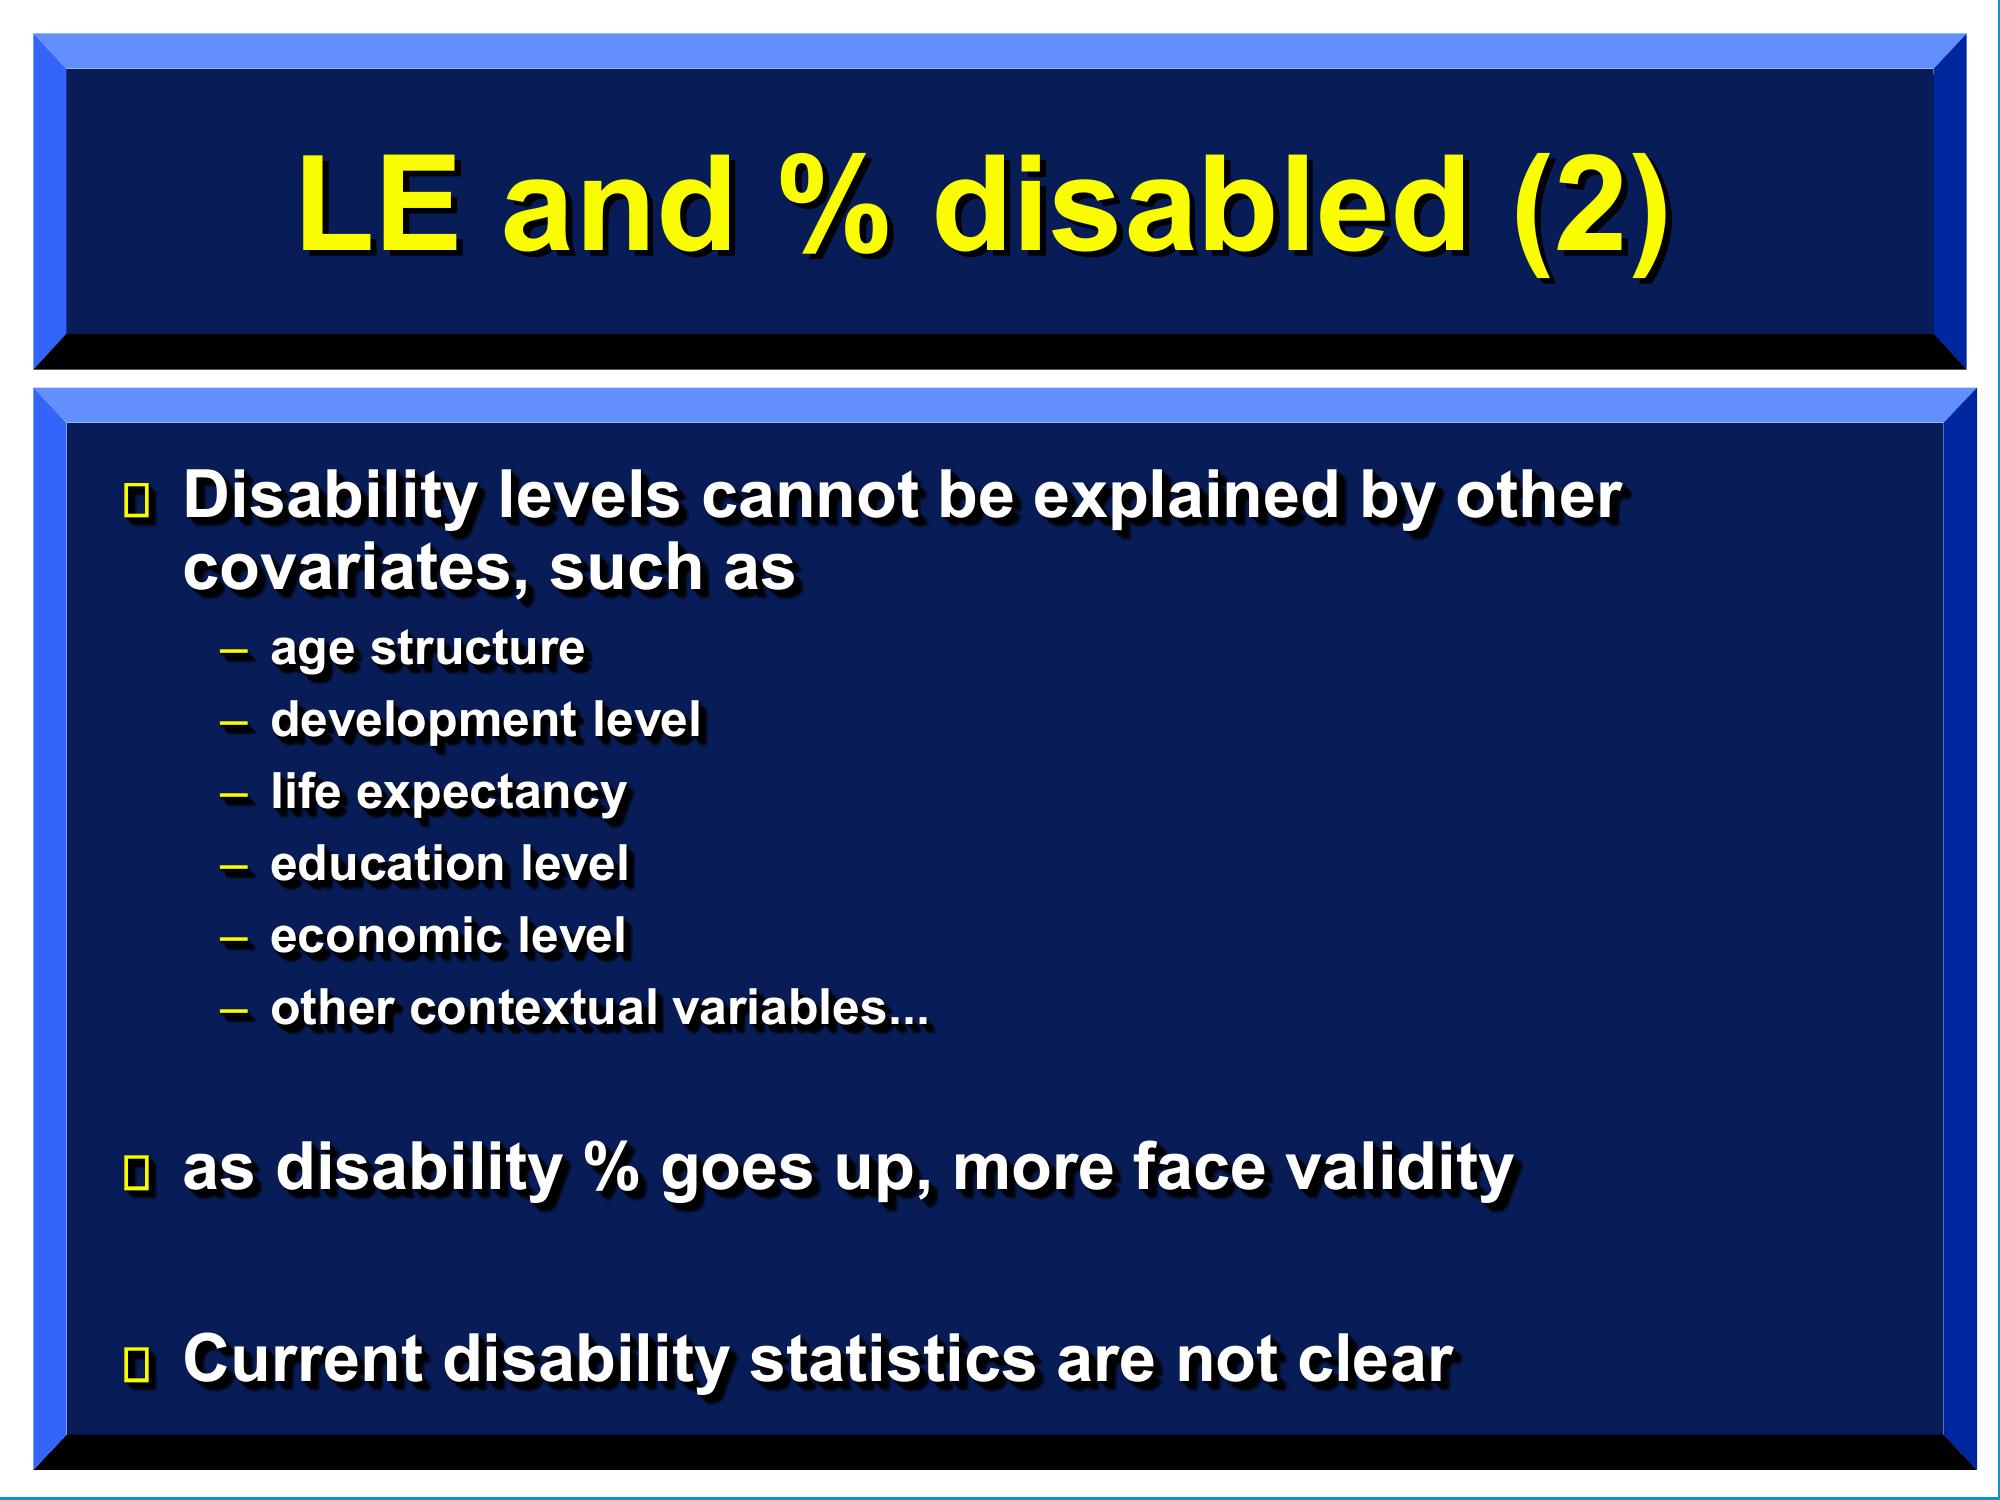 LE and % disabled (2)
Disability levels cannot be explained by other
covariates, such as
– age structure
– development level
– life expectancy
– education level
– economic level
– other contextual variables...
as disability % goes up, more face validity
Current disability statistics are not clear